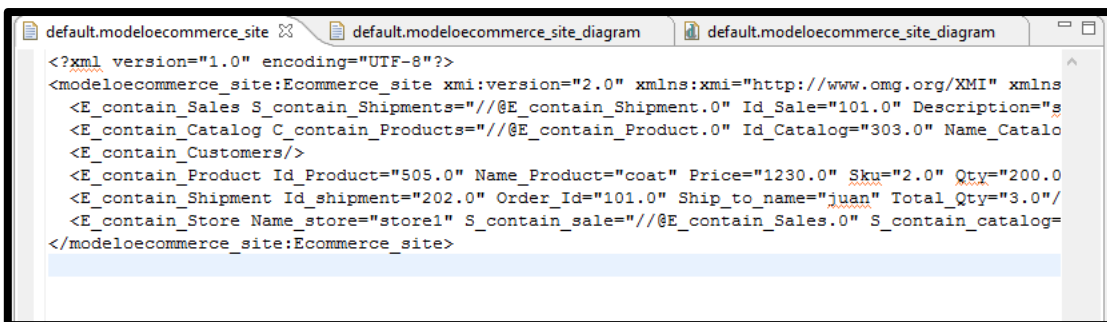 default.modeloecommerce_site default.modeloecommerce_site_diagram default.modeloecommerce_site_diagram
<?xml version="1.0" encoding="UTF-8"?>
<modeloecommerce_site:Ecommerce_site xmi:version="2.0" xmlns:xmi="http://www.omg.org/XMI" xmlns
<E_contain_Sales S_contain_Shipments="//@E_contain_Shipment.0" Id_Sale="101.0" Description="s
<E_contain_Catalog C_contain_Products="//@E_contain_Product.0" Id_Catalog="303.0" Name_Catalo
<E_contain_Customers/>
<E_contain_Product Id_Product="505.0" Name_Product="coat" Price="1230.0" Sku="2.0" Qty="200.0
<E_contain_Shipment Id_shipment="202.0" Order_Id="101.0" Ship_to_name="juan" Total_Qty="3.0"/
<E_contain_Store Name_store="store1" S_contain_sale="//@E_contain_Sales.0" S_contain_catalog=
</modeloecommerce_site:Ecommerce_site>